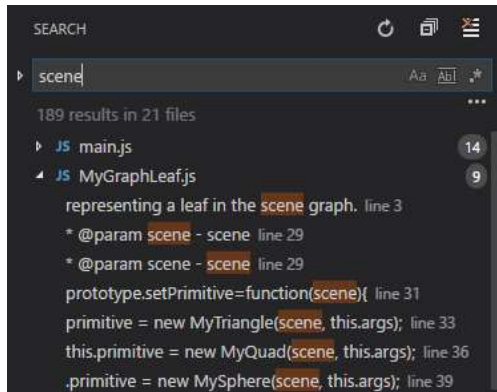 SEARCH
scene
Aa Abl .*
189 results in 21 files
...
JS main.js 14
JS MyGraphLeaf.js 9
representing a leaf in the scene graph. line 3
* @param scene - scene line 29
* @param scene - scene line 29
prototype.setPrimitive=function(scene){ line 31
primitive = new MyTriangle(scene, this.args); line 33
this.primitive = new MyQuad(scene, this.args); line 36
.primitive = new MySphere(scene, this.args); line 39